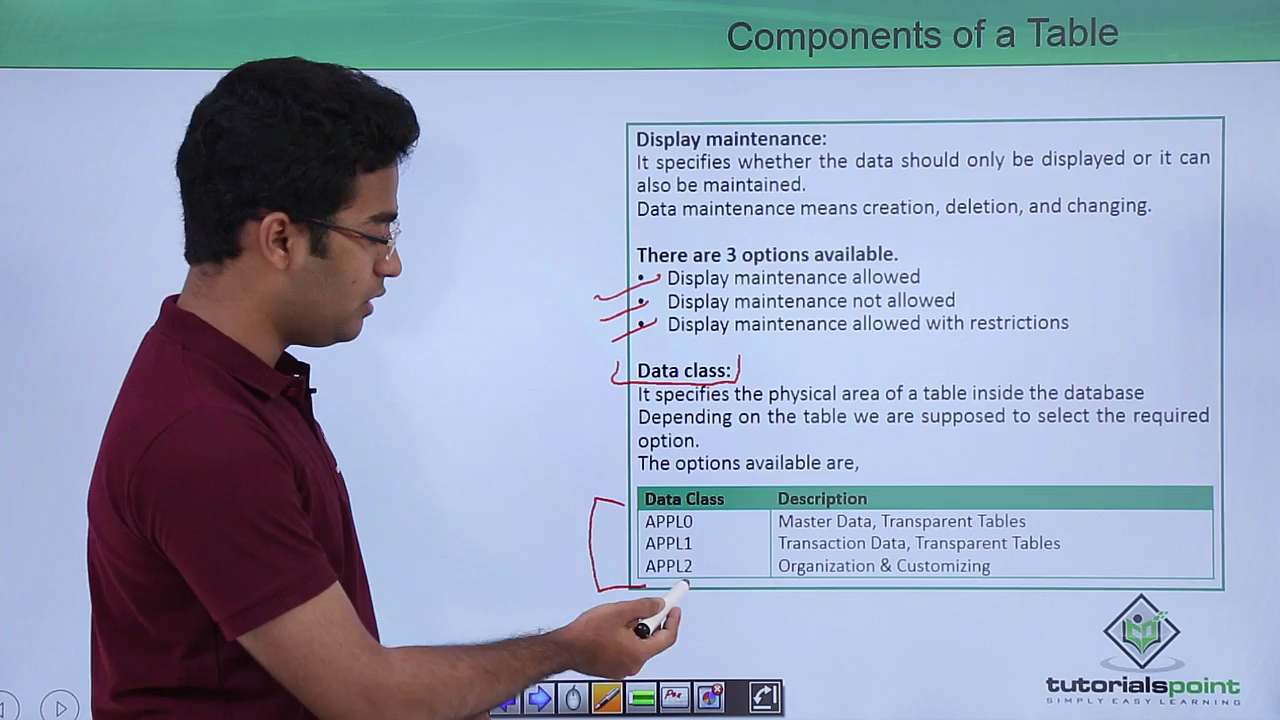 Components of a Table
Display maintenance:
It specifies whether the data should only be displayed or it can
also be maintained.
Data maintenance means creation, deletion, and changing.
There are 3 options available.
• Display maintenance allowed
• Display maintenance not allowed
• Display maintenance allowed with restrictions
Data class:
It specifies the physical area of a table inside the database
Depending on the table we are supposed to select the required
option.
The options available are,
Data Class Description
APPL0 Master Data, Transparent Tables
APPL1 Transaction Data, Transparent Tables
APPL2 Organization & Customizing
tutorialspoint
SIMPLY EASY LEARNING